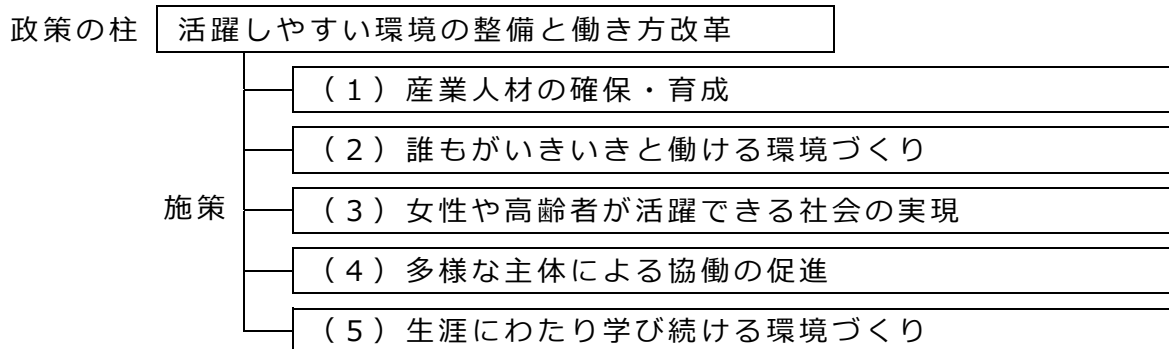 政策の柱 活躍しやすい環境の整備と働き方改革
（１）産業人材の確保・育成
（２）誰もがいきいきと働ける環境づくり
施策 （３）女性や高齢者が活躍できる社会の実現
（４）多様な主体による協働の促進
（５）生涯にわたり学び続ける環境づくり